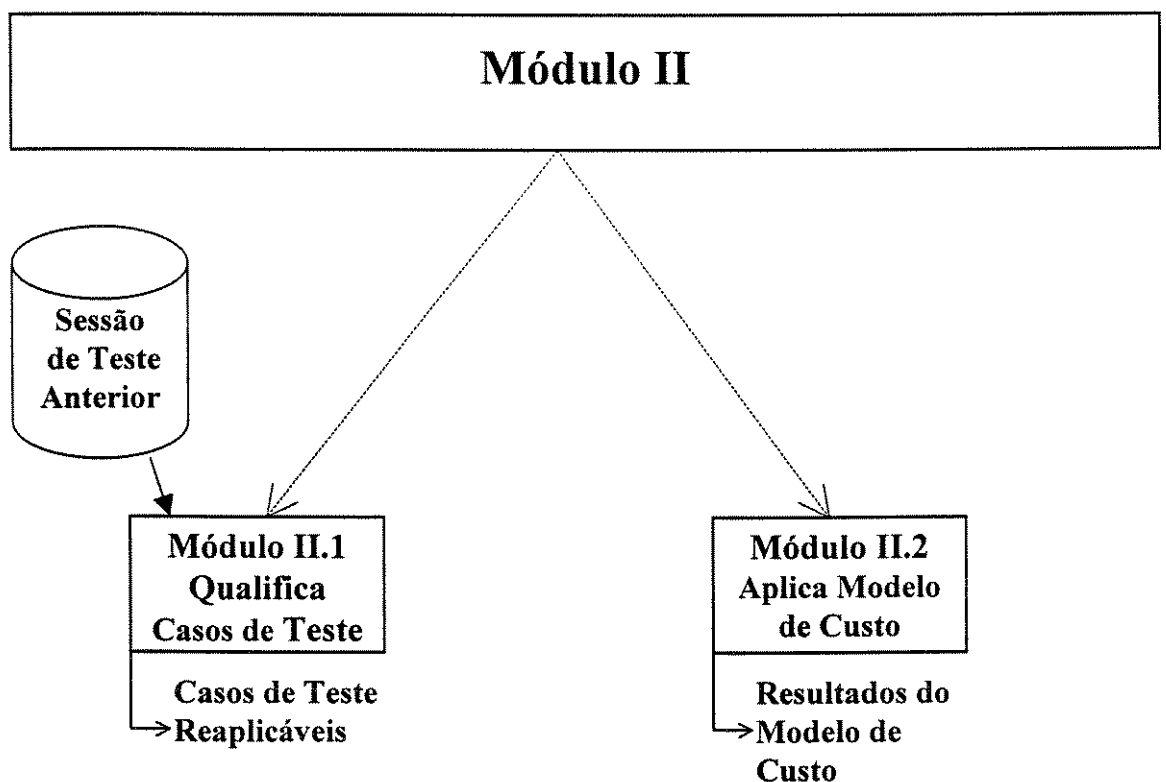 Módulo II
Sessão
de Teste
Anterior
Módulo II.1
Qualifica
Casos de Teste
Casos de Teste
Reaplicáveis
Módulo II.2
Aplica Modelo
de Custo
Resultados do
Modelo de
Custo